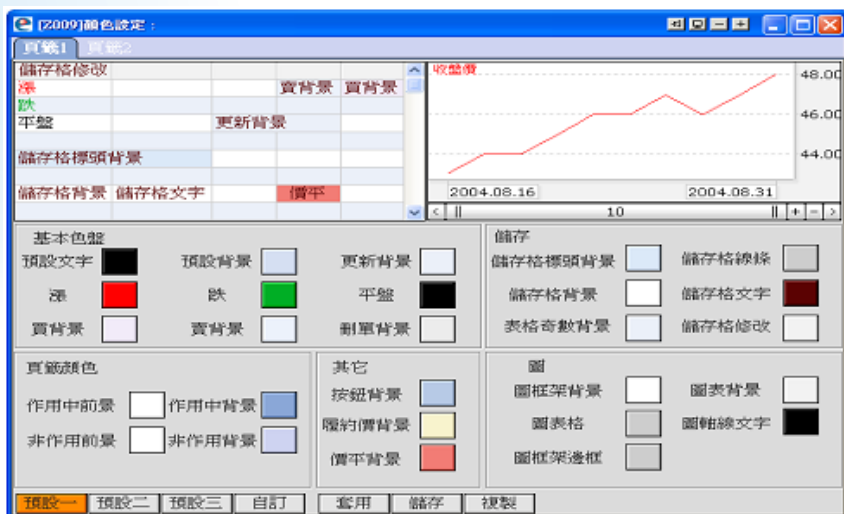 [Z009]顏色設定：
頁籤1 頁籤2
儲存格修改
漲 賣背景 買背景
跌
平盤 更新背景
儲存格標頭背景
儲存格背景 儲存格文字 價平
收盤價
48.00
46.00
44.00
2004.08.16 2004.08.31
< || 10 || + - >
基本色盤
預設文字 預設背景 更新背景
漲 跌 平盤
買背景 賣背景 刪單背景
儲存
儲存格標頭背景 儲存格線條
儲存格背景 儲存格文字
表格奇數背景 儲存格修改
頁籤顏色
作用中前景 作用中背景
非作用前景 非作用背景
其它
按鈕背景
履約價背景
價平背景
圖
圖框架背景 圖表背景
圖表格 圖軸線文字
圖框架邊框
預設一 預設二 預設三 自訂 套用 儲存 複製